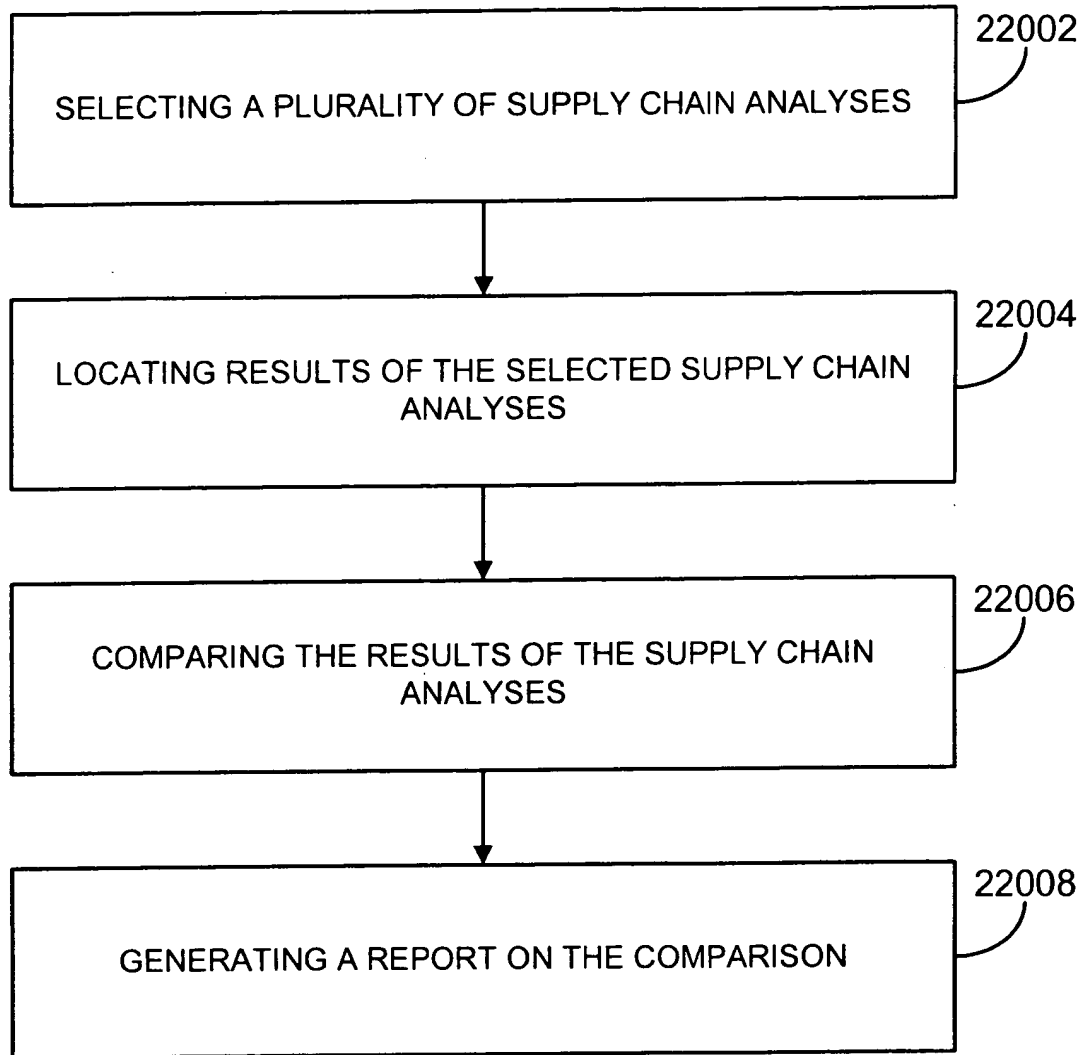 22002
SELECTING A PLURALITY OF SUPPLY CHAIN ANALYSES
22004
LOCATING RESULTS OF THE SELECTED SUPPLY CHAIN
ANALYSES
22006
COMPARING THE RESULTS OF THE SUPPLY CHAIN
ANALYSES
22008
GENERATING A REPORT ON THE COMPARISON